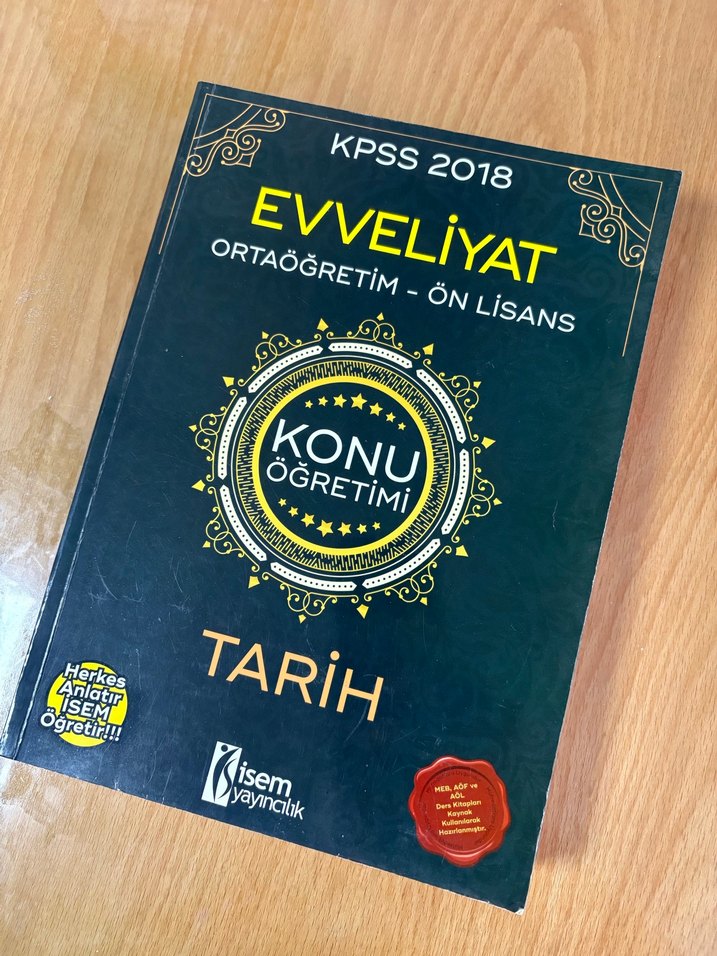 KPSS 2018
EVVELİYAT
ORTAÖĞRETİM - ÖN LİSANS
KONU
ÖĞRETİMİ
TARİH
Herkes
Anlatır
İSEM
Öğretir!!!
isem
yayıncılık
MEB, AÖF ve
AÖL
Ders Kitapları
Kaynak
Kullanılarak
Hazırlanmıştır.